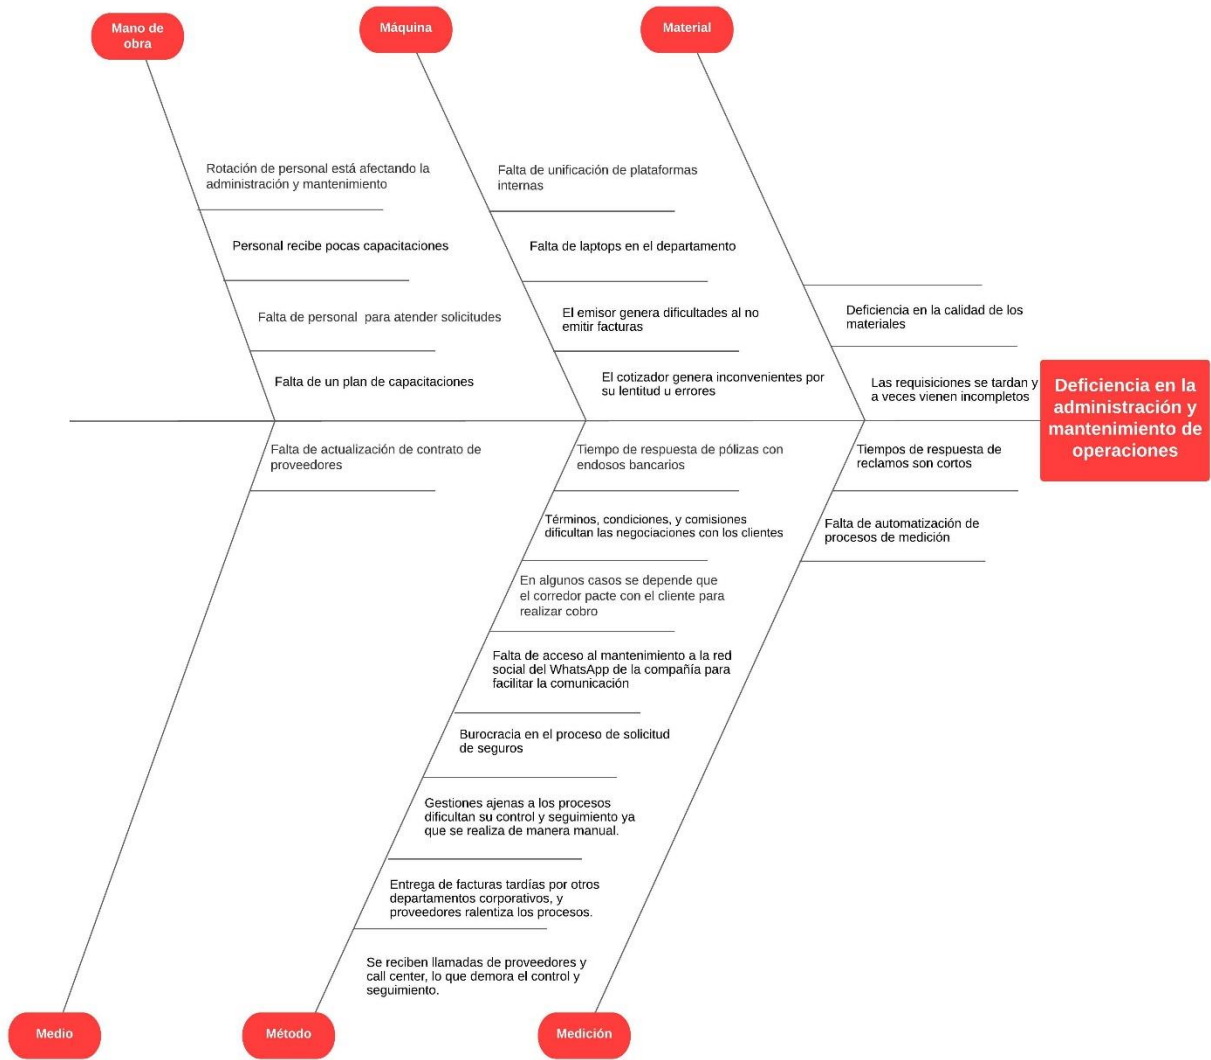 Mano de
obra
Máquina
Material
Rotación de personal está afectando la
administración y mantenimiento
Personal recibe pocas capacitaciones
Falta de personal para atender solicitudes
Falta de un plan de capacitaciones
Falta de unificación de plataformas
internas
Falta de laptops en el departamento
El emisor genera dificultades al no
emitir facturas
El cotizador genera inconvenientes por
su lentitud u errores
Deficiencia en la calidad de los
materiales
Las requisiciones se tardan y
a veces vienen incompletos
Deficiencia en la
administración y
mantenimiento de
operaciones
Falta de actualización de contrato de
proveedores
Tiempo de respuesta de pólizas con
endosos bancarios
Términos, condiciones, y comisiones
dificultan las negociaciones con los clientes
En algunos casos se depende que
el corredor pacte con el cliente para
realizar cobro
Falta de acceso al mantenimiento a la red
social del WhatsApp de la compañía para
facilitar la comunicación
Burocracia en el proceso de solicitud
de seguros
Gestiones ajenas a los procesos
dificultan su control y seguimiento ya
que se realiza de manera manual.
Entrega de facturas tardías por otros
departamentos corporativos, y
proveedores ralentiza los procesos.
Se reciben llamadas de proveedores y
call center, lo que demora el control y
seguimiento.
Tiempos de respuesta de
reclamos son cortos
Falta de automatización de
procesos de medición
Medio
Método
Medición